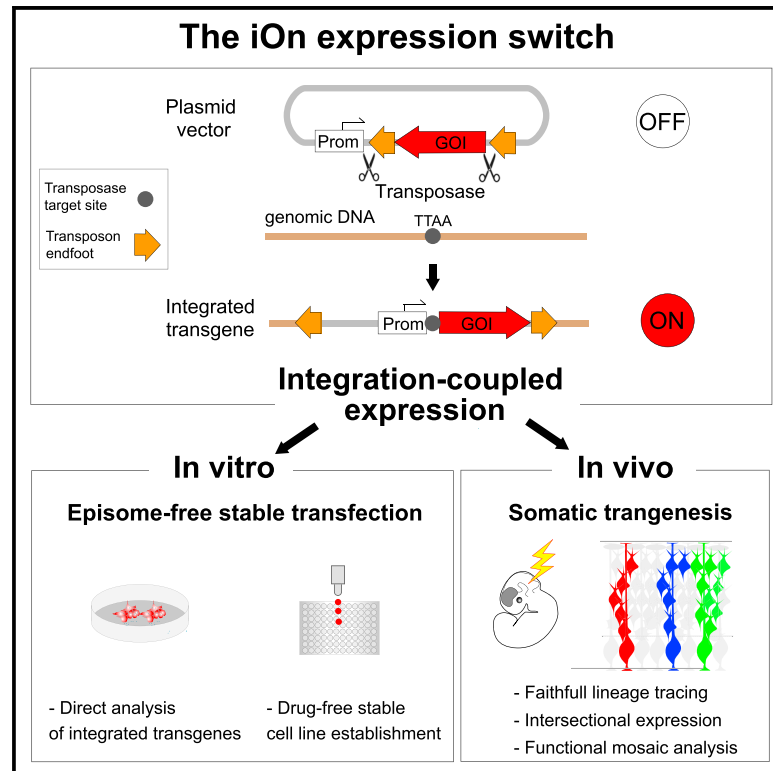 The iOn expression switch
Plasmid
vector
Prom
GOI
OFF
Transposase
Transposase
target site
Transposon
endfoot
genomic DNA
TTAA
Integrated
transgene
Prom
GOI
ON
Integration-coupled
expression
In vitro
Episome-free stable transfection
- Direct analysis
of integrated transgenes
- Drug-free stable
cell line establishment
In vivo
Somatic trangenesis
- Faithfull lineage tracing
- Intersectional expression
- Functional mosaic analysis